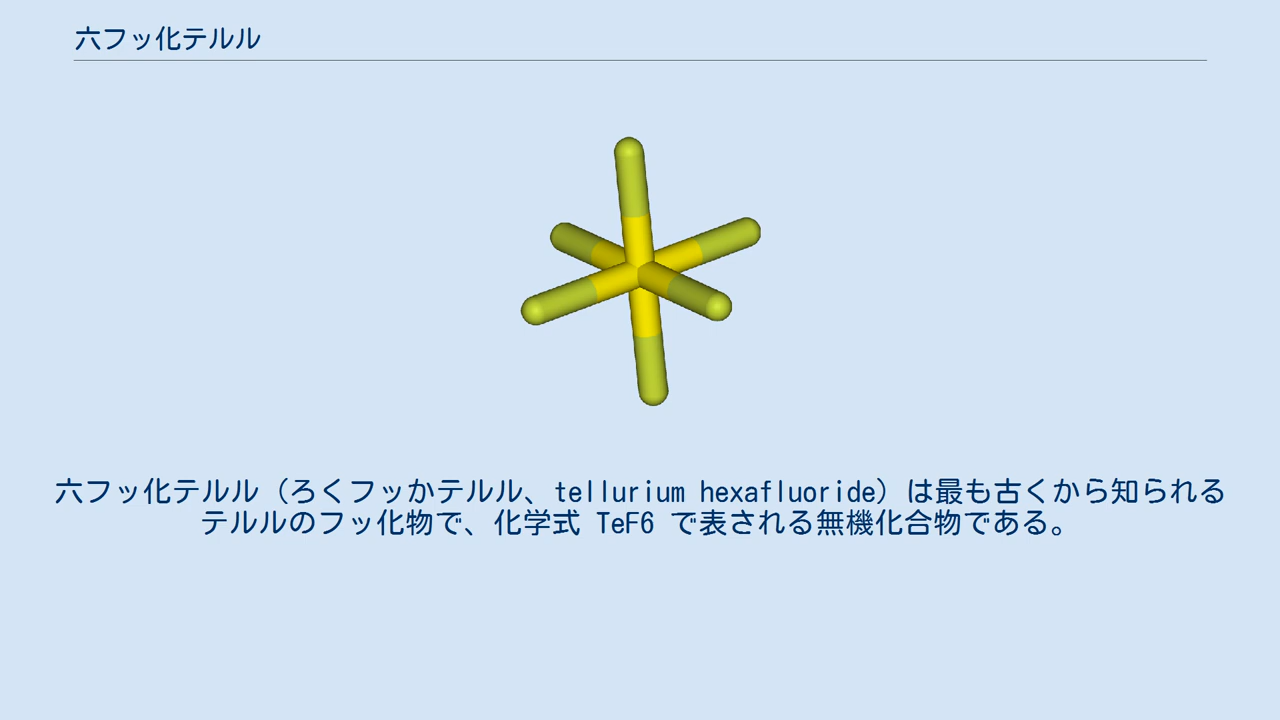 六フッ化テルル
六フッ化テルル（ろくフッかテルル、tellurium hexafluoride）は最も古くから知られる
テルルのフッ化物で、化学式 TeF6 で表される無機化合物である。